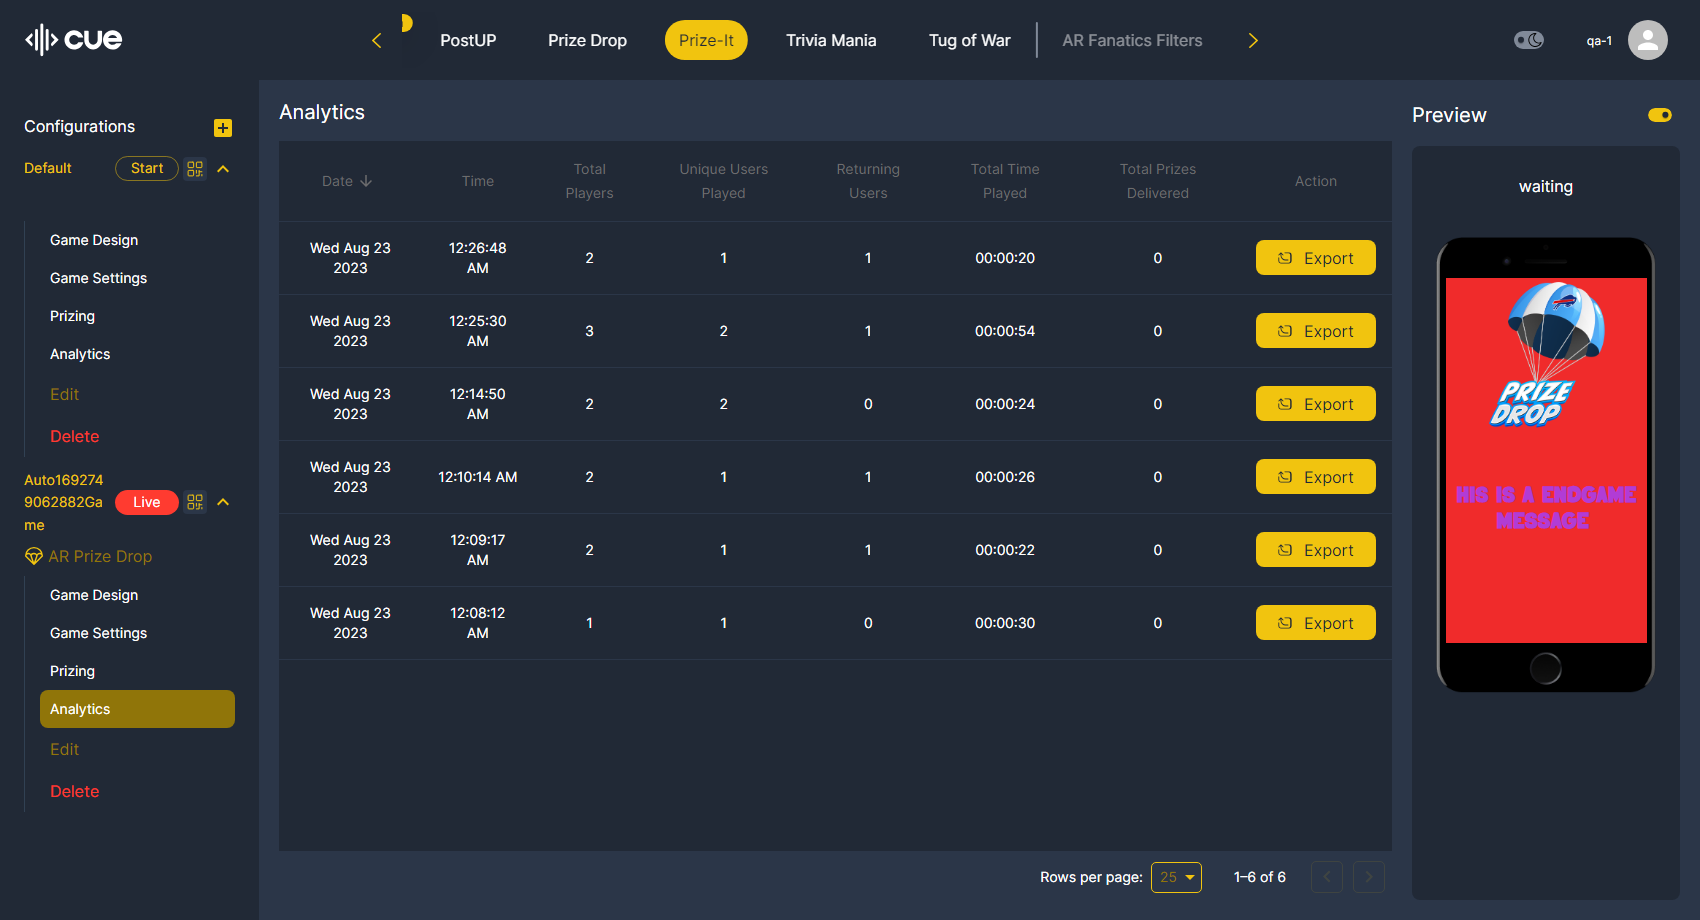 cue
PostUP
Prize Drop
Prize-It
Trivia Mania
Tug of War
AR Fanatics Filters
qa-1
Configurations
Default
Start
Game Design
Game Settings
Prizing
Analytics
Edit
Delete
Auto169274
9062882Ga
me
Live
AR Prize Drop
Game Design
Game Settings
Prizing
Analytics
Edit
Delete
Analytics
Date
Time
Total
Players
Unique Users
Played
Returning
Users
Total Time
Played
Total Prizes
Delivered
Action
Wed Aug 23
2023
12:26:48
AM
2
1
1
00:00:20
0
Export
Wed Aug 23
2023
12:25:30
AM
3
2
1
00:00:54
0
Export
Wed Aug 23
2023
12:14:50
AM
2
2
0
00:00:24
0
Export
Wed Aug 23
2023
12:10:14 AM
2
1
1
00:00:26
0
Export
Wed Aug 23
2023
12:09:17
AM
2
1
1
00:00:22
0
Export
Wed Aug 23
2023
12:08:12
AM
1
1
0
00:00:30
0
Export
Rows per page:
25
1–6 of 6
Preview
waiting
PRIZE
DROP
HIS IS A ENDGAME
MESSAGE